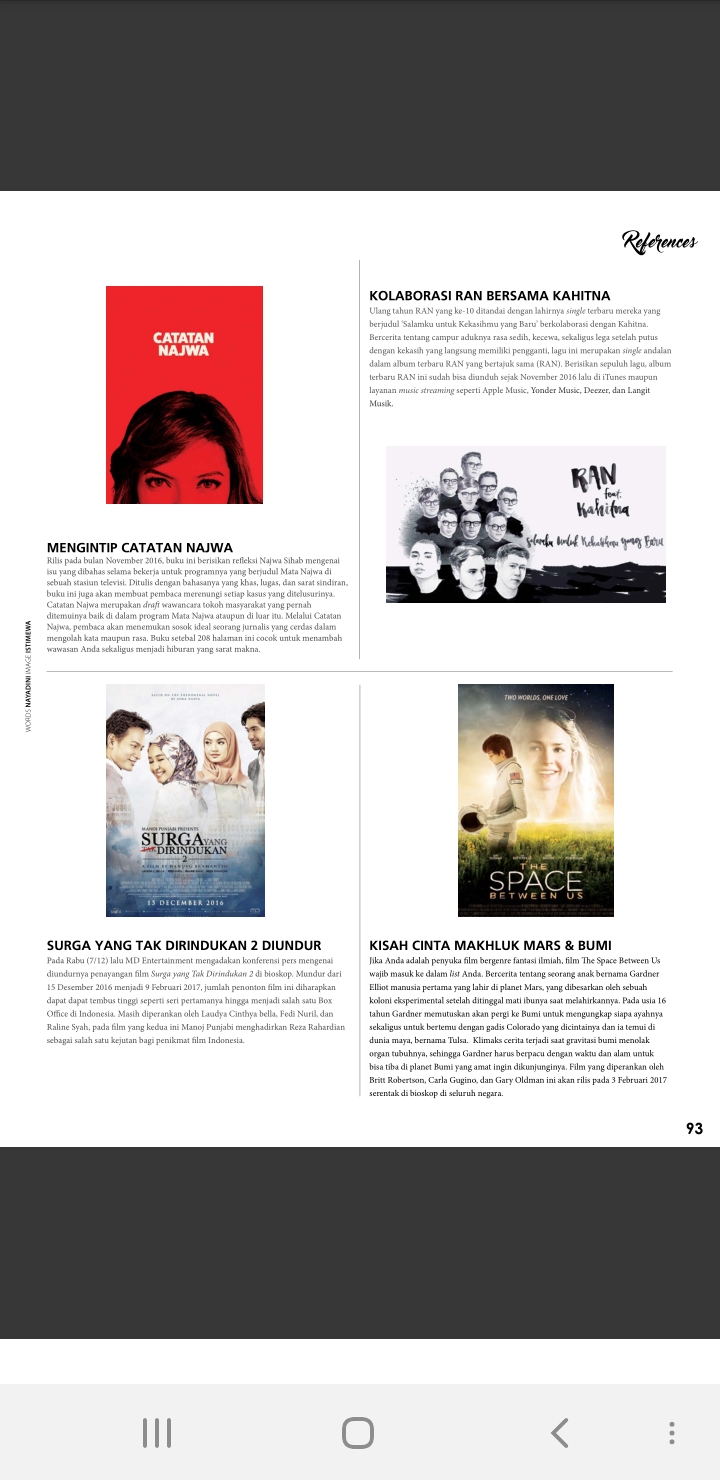 References
CATATAN
NAJWA
MENGINTIP CATATAN NAJWA
Rilis pada bulan November 2016, buku ini berisikan refleksi Najwa Sihab mengenai
isu yang dibahas selama bekerja untuk programnya yang berjudul Mata Najwa di
sebuah stasiun televisi. Ditulis dengan bahasanya yang khas, lugas, dan sarat sindiran,
buku ini juga akan membuat pembaca merenungi setiap kasus yang ditelusurinya.
Catatan Najwa merupakan draft wawancara tokoh masyarakat yang pernah
ditemuinya baik di dalam program Mata Najwa ataupun di luar itu. Melalui Catatan
Najwa, pembaca akan menemukan sosok ideal seorang jurnalis yang cerdas dalam
mengolah kata maupun rasa. Buku setebal 208 halaman ini cocok untuk menambah
wawasan Anda sekaligus menjadi hiburan yang sarat makna.
KOLABORASI RAN BERSAMA KAHITNA
Ulang tahun RAN yang ke-10 ditandai dengan lahirnya single terbaru mereka yang
berjudul 'Salamku untuk Kekasihmu yang Baru' berkolaborasi dengan Kahitna.
Bercerita tentang campur aduknya rasa sedih, kecewa, sekaligus lega setelah putus
dengan kekasih yang langsung memiliki pengganti, lagu ini merupakan single andalan
dalam album terbaru RAN yang bertajuk sama (RAN). Berisikan sepuluh lagu, album
terbaru RAN ini sudah bisa diunduh sejak November 2016 lalu di iTunes maupun
layanan music streaming seperti Apple Music, Yonder Music, Deezer, dan Langit
Musik.
RAN
feat.
Kahitna
Salamku Untuk Kekasihmu yang Baru
WORDS NAYADINI IMAGE ISTIMEWA
MANOJ PUNJABI PRESENTS
SURGA YANG
TAK DIRINDUKAN
2
A FILM BY HANUNG BRAMANTYO
15 DECEMBER 2016
SURGA YANG TAK DIRINDUKAN 2 DIUNDUR
Pada Rabu (7/12) lalu MD Entertainment mengadakan konferensi pers mengenai
diundurnya penayangan film Surga yang Tak Dirindukan 2 di bioskop. Mundur dari
15 Desember 2016 menjadi 9 Februari 2017, jumlah penonton film ini diharapkan
dapat dapat tembus tinggi seperti seri pertamanya hingga menjadi salah satu Box
Office di Indonesia. Masih diperankan oleh Laudya Cinthya bella, Fedi Nuril, dan
Raline Syah, pada film yang kedua ini Manoj Punjabi menghadirkan Reza Rahardian
sebagai salah satu kejutan bagi penikmat film Indonesia.
TWO WORLDS, ONE LOVE
THE
SPACE
BETWEEN US
KISAH CINTA MAKHLUK MARS & BUMI
Jika Anda adalah penyuka film bergenre fantasi ilmiah, film The Space Between Us
wajib masuk ke dalam list Anda. Bercerita tentang seorang anak bernama Gardner
Elliot manusia pertama yang lahir di planet Mars, yang dibesarkan oleh sebuah
koloni eksperimental setelah ditinggal mati ibunya saat melahirkannya. Pada usia 16
tahun Gardner memutuskan akan pergi ke Bumi untuk mengungkap siapa ayahnya
sekaligus untuk bertemu dengan gadis Colorado yang dicintainya dan ia temui di
dunia maya, bernama Tulsa. Klimaks cerita terjadi saat gravitasi bumi menolak
organ tubuhnya, sehingga Gardner harus berpacu dengan waktu dan alam untuk
bisa tiba di planet Bumi yang amat ingin dikunjunginya. Film yang diperankan oleh
Britt Robertson, Carla Gugino, dan Gary Oldman ini akan rilis pada 3 Februari 2017
serentak di bioskop di seluruh negara.
93